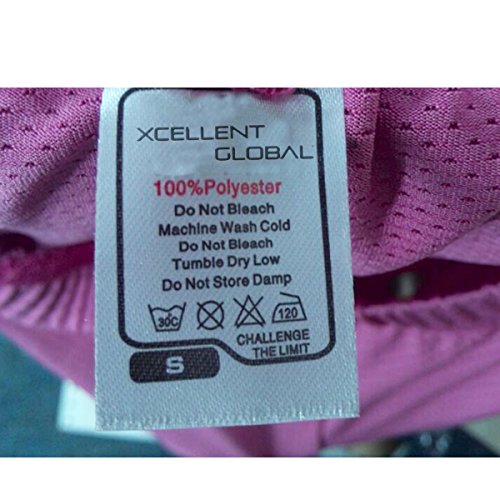 XCELLENT
GLOBAL
100%Polyester
Do Not Bleach
Machine Wash Cold
Do Not Bleach
Tumble Dry Low
Do Not Store Damp
30C 120
CHALLENGE
THE LIMIT
S